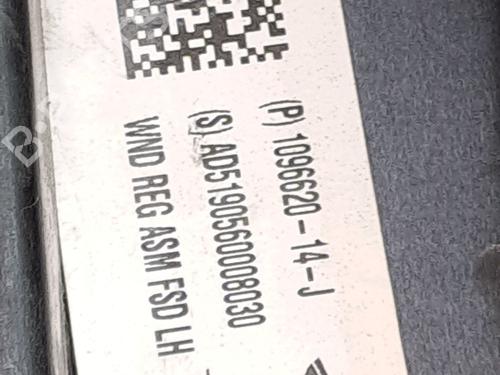 (P) 1096620-14-J
(S) AD5190560008030
WND REG ASM FSD LH